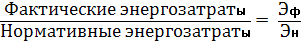 Фактические энергозатраты
Нормативные энергозатраты
= Эф
Эн